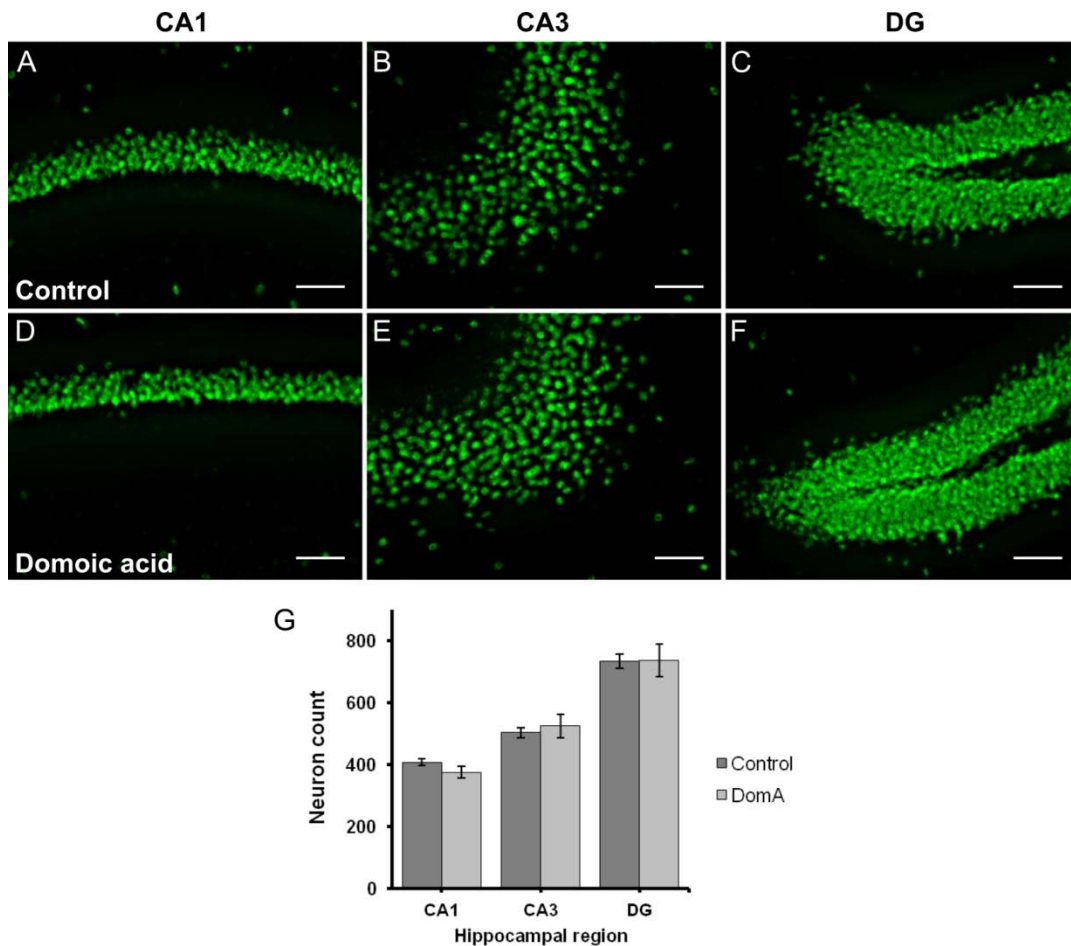 CA1 CA3 DG
A B C
Control
D E F
Domoic acid
G
800
600
400
200
0
Neuron count
CA1 CA3 DG
Hippocampal region
Control
DomA